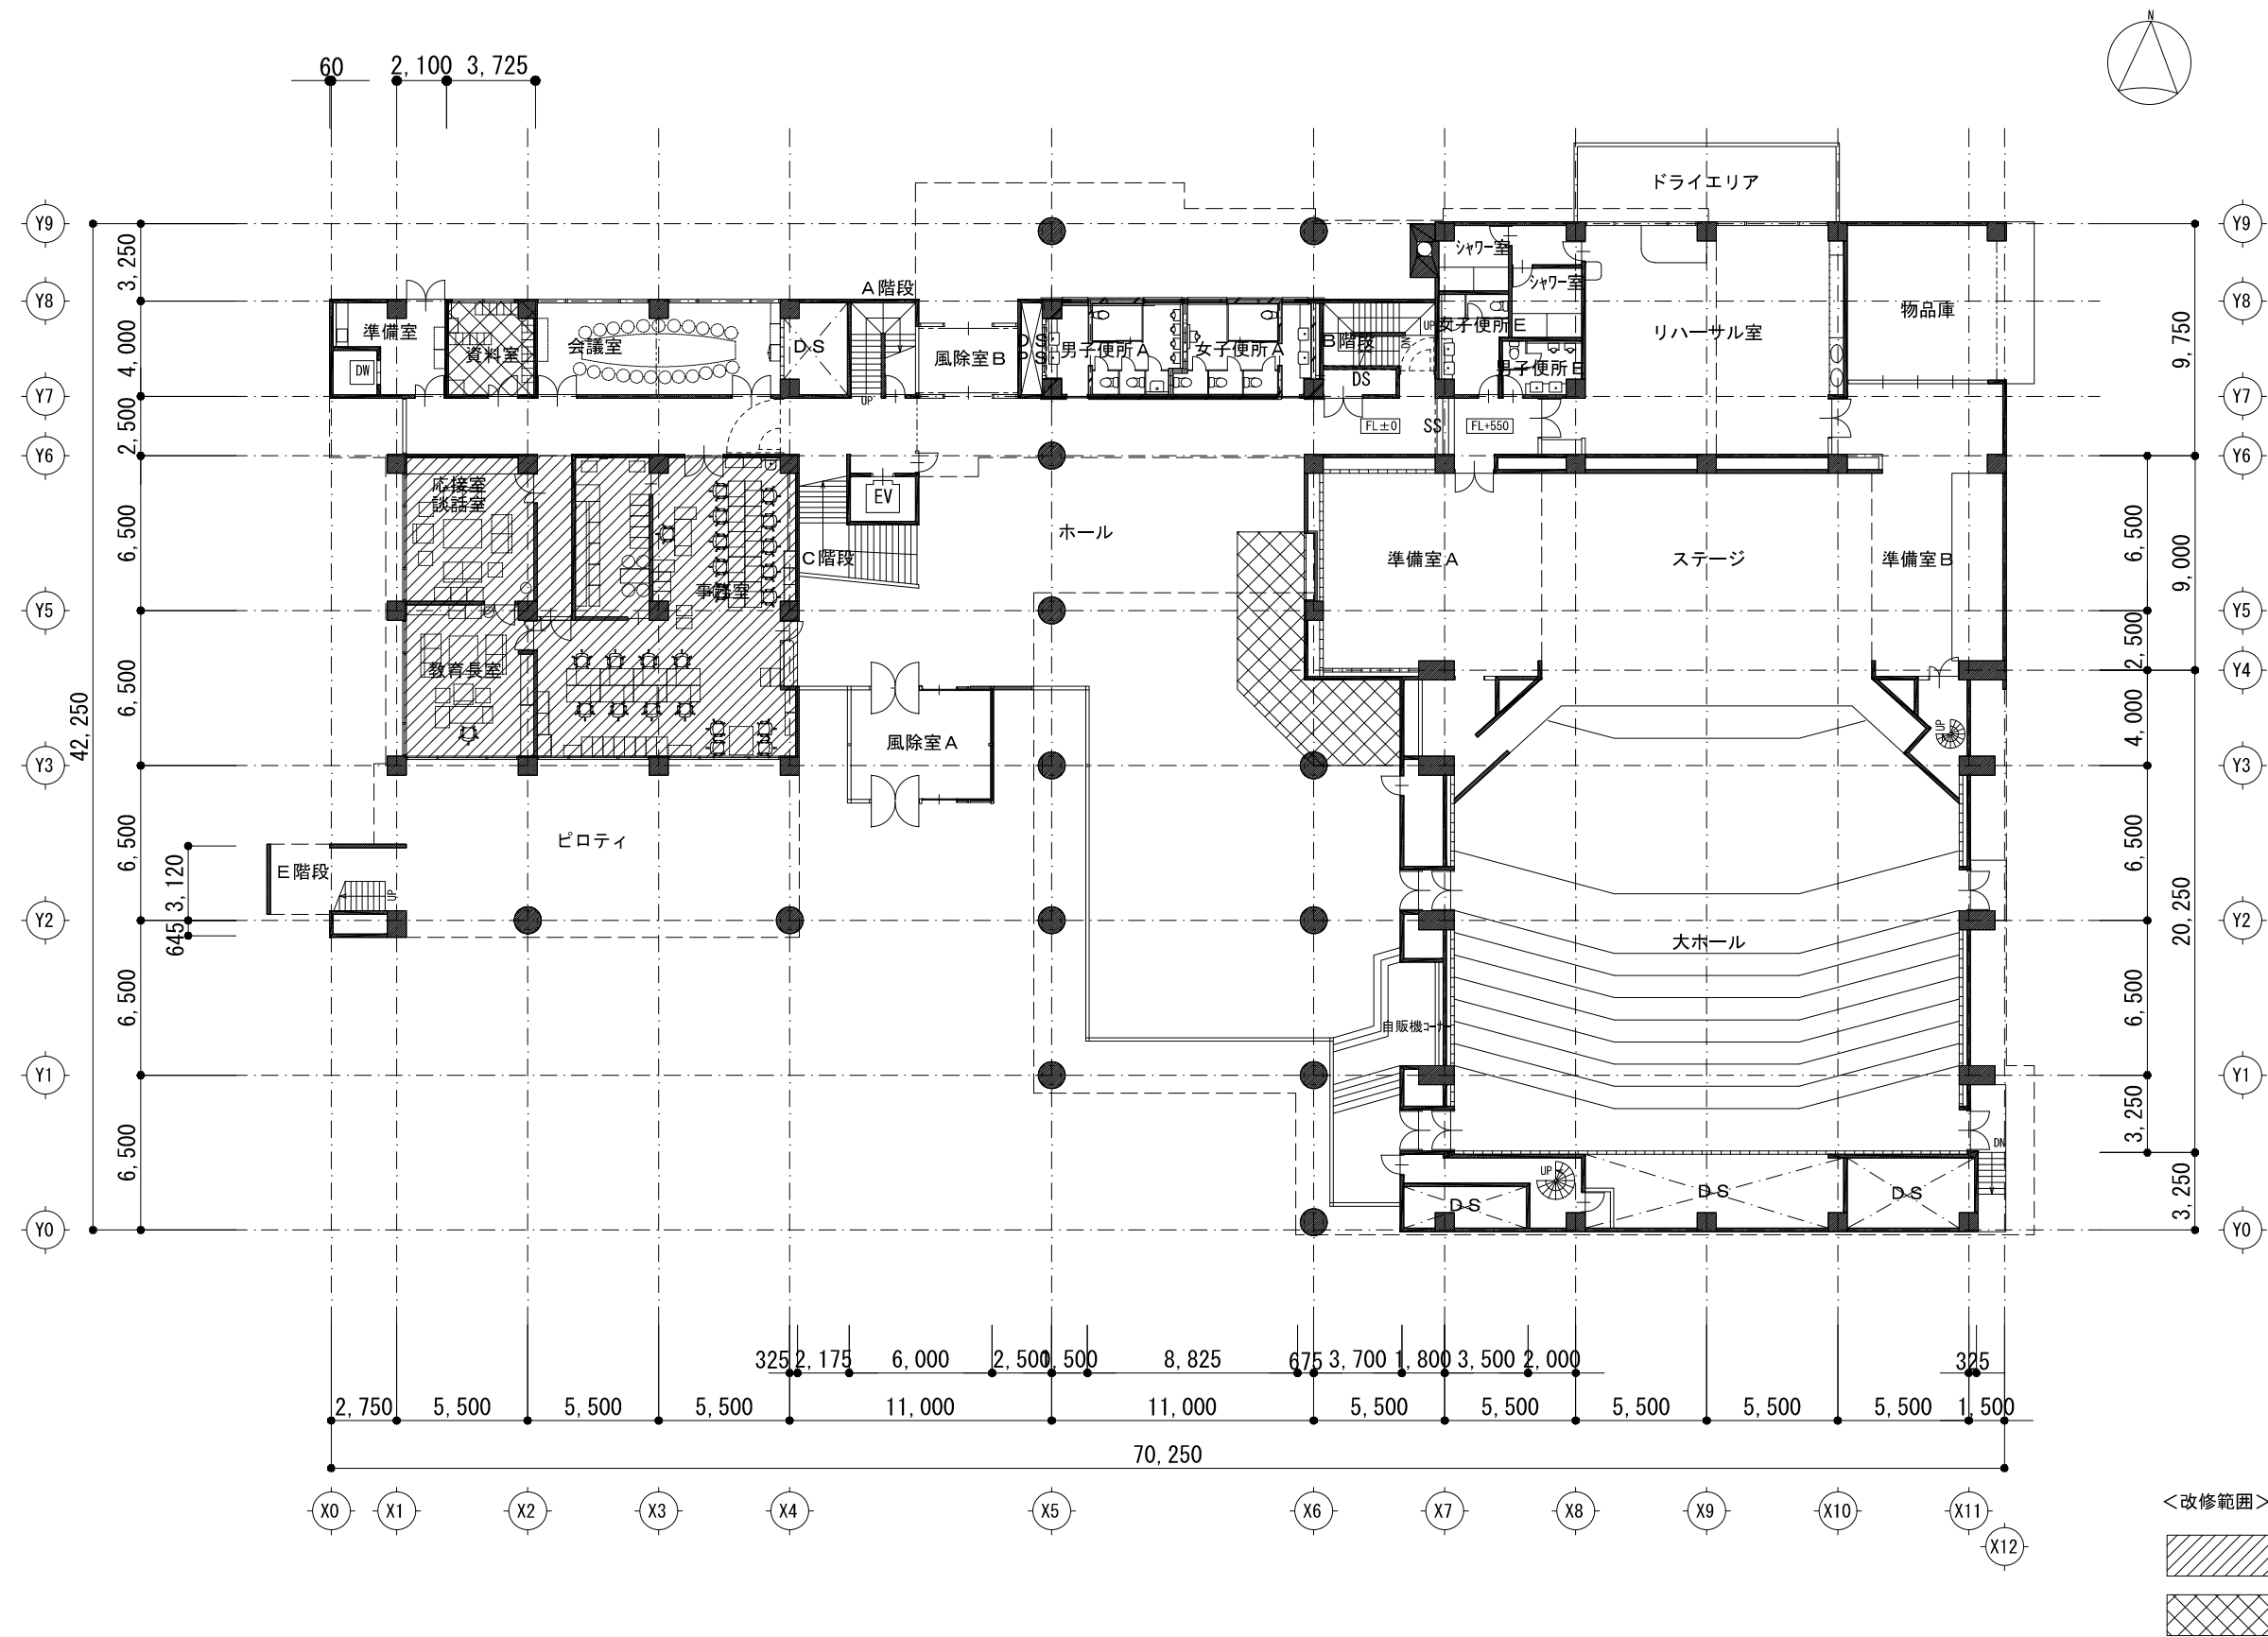 N
60
2,100
3,725
ドライエリア
Y9
Y9
3,250
シャワー室
シャワー室
Y8
Y8
A階段
UP
女子便所E
物品庫
9,750
4,000
準備室
資料室
会議室
DS
風除室B
DS
PS
男子便所A
女子便所A
B階段
DN
リハーサル室
DW
DS
男子便所E
Y7
Y7
UP
2,500
FL±0
SS
FL+550
Y6
Y6
応接室
談話室
EV
6,500
ホール
6,500
9,000
C階段
準備室A
ステージ
準備室B
事務室
Y5
Y5
2,500
教育長室
Y4
6,500
42,250
UP
4,000
風除室A
Y3
Y3
ピロティ
6,500
3,120
E階段
UP
6,500
Y2
Y2
645
大ホール
20,250
6,500
自販機コーナー
6,500
Y1
Y1
3,250
DN
6,500
UP
DS
DS
DS
3,250
Y0
Y0
325
2,175
6,000
2,500
1,500
8,825
675
3,700
1,800
3,500
2,000
325
2,750
5,500
5,500
5,500
11,000
11,000
5,500
5,500
5,500
5,500
5,500
1,500
70,250
X0
X1
X2
X3
X4
X5
X6
X7
X8
X9
X10
X11
X12
＜改修範囲＞